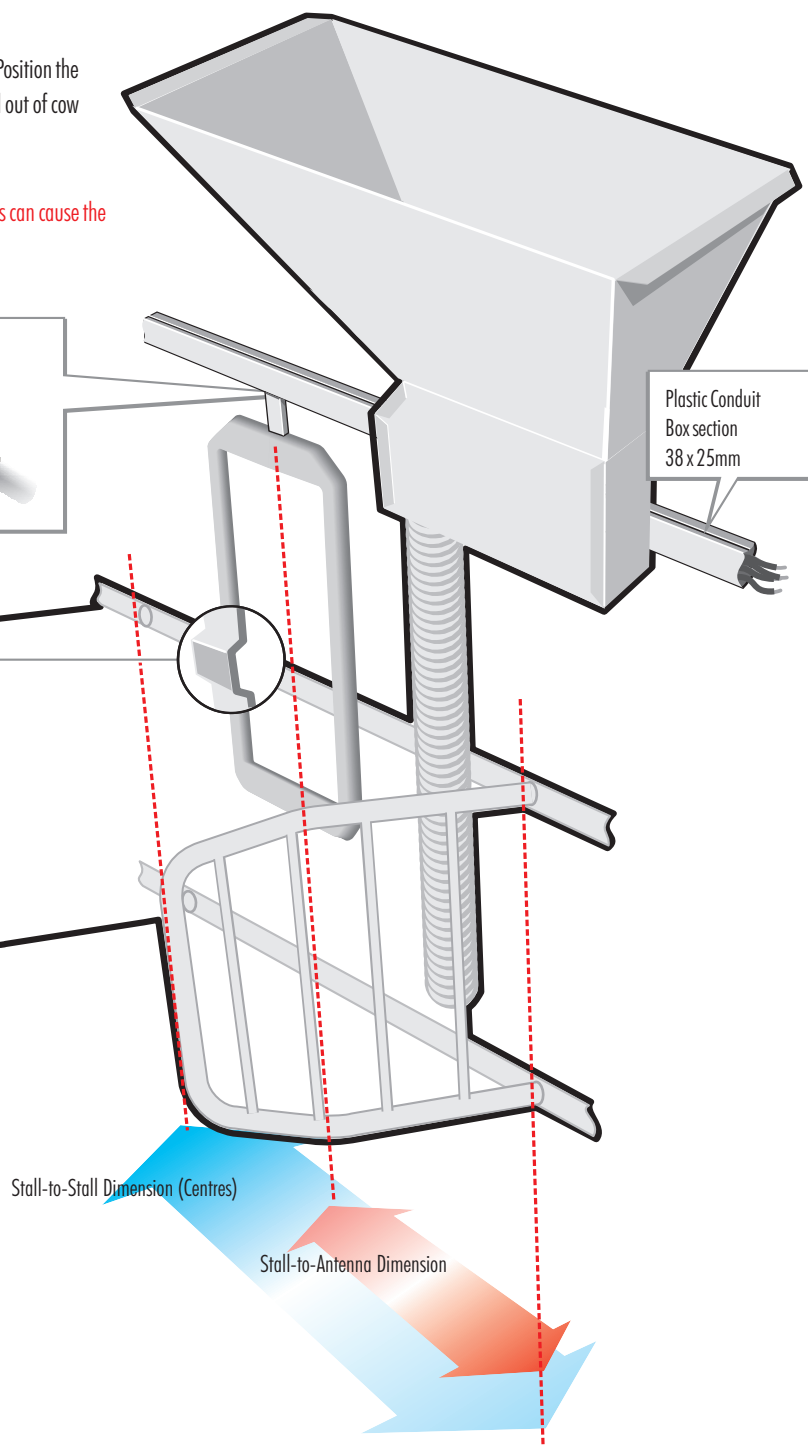 Position the
out of cow
s can cause the
Plastic Conduit
Box section
38 x 25mm
Stall-to-Stall Dimension (Centres)
Stall-to-Antenna Dimension